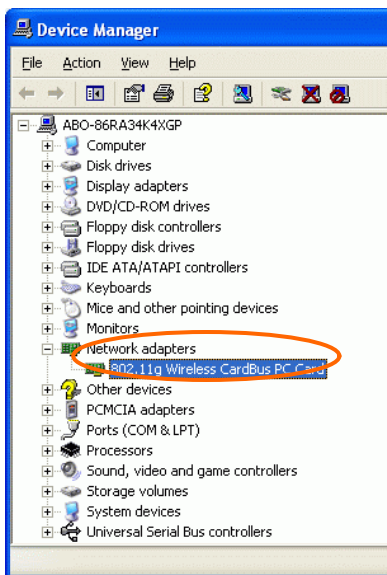 Device Manager
File Action View Help
ABO-86RA34K4XGP
Computer
Disk drives
Display adapters
DVD/CD-ROM drives
Floppy disk controllers
Floppy disk drives
IDE ATA/ATAPI controllers
Keyboards
Mice and other pointing devices
Monitors
Network adapters
802.11g Wireless CardBus PC Card
Other devices
PCMCIA adapters
Ports (COM & LPT)
Processors
Sound, video and game controllers
Storage volumes
System devices
Universal Serial Bus controllers